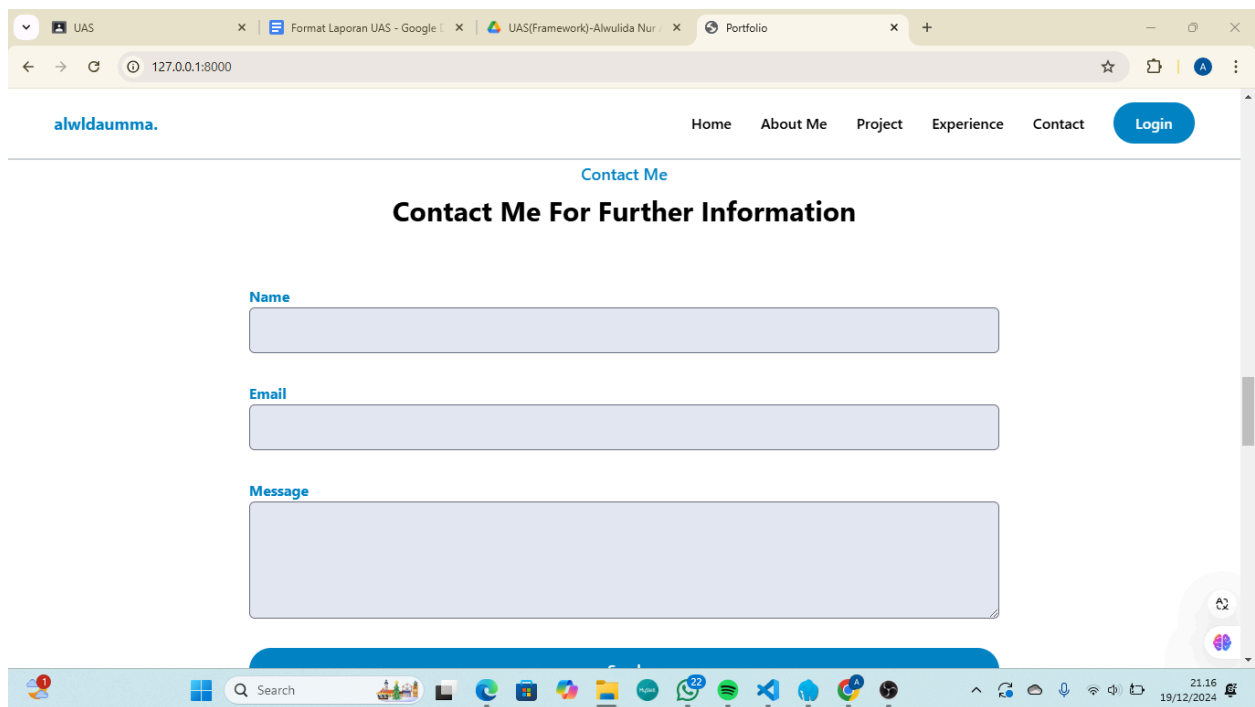 UAS
Format Laporan UAS - Google
UAS(Framework)-Alwulida Nur
Portfolio
127.0.0.1:8000
A
alwldaumma.
Home About Me Project Experience Contact Login
Contact Me
Contact Me For Further Information
Name
Email
Message
1
Search
22
A
21.16
19/12/2024